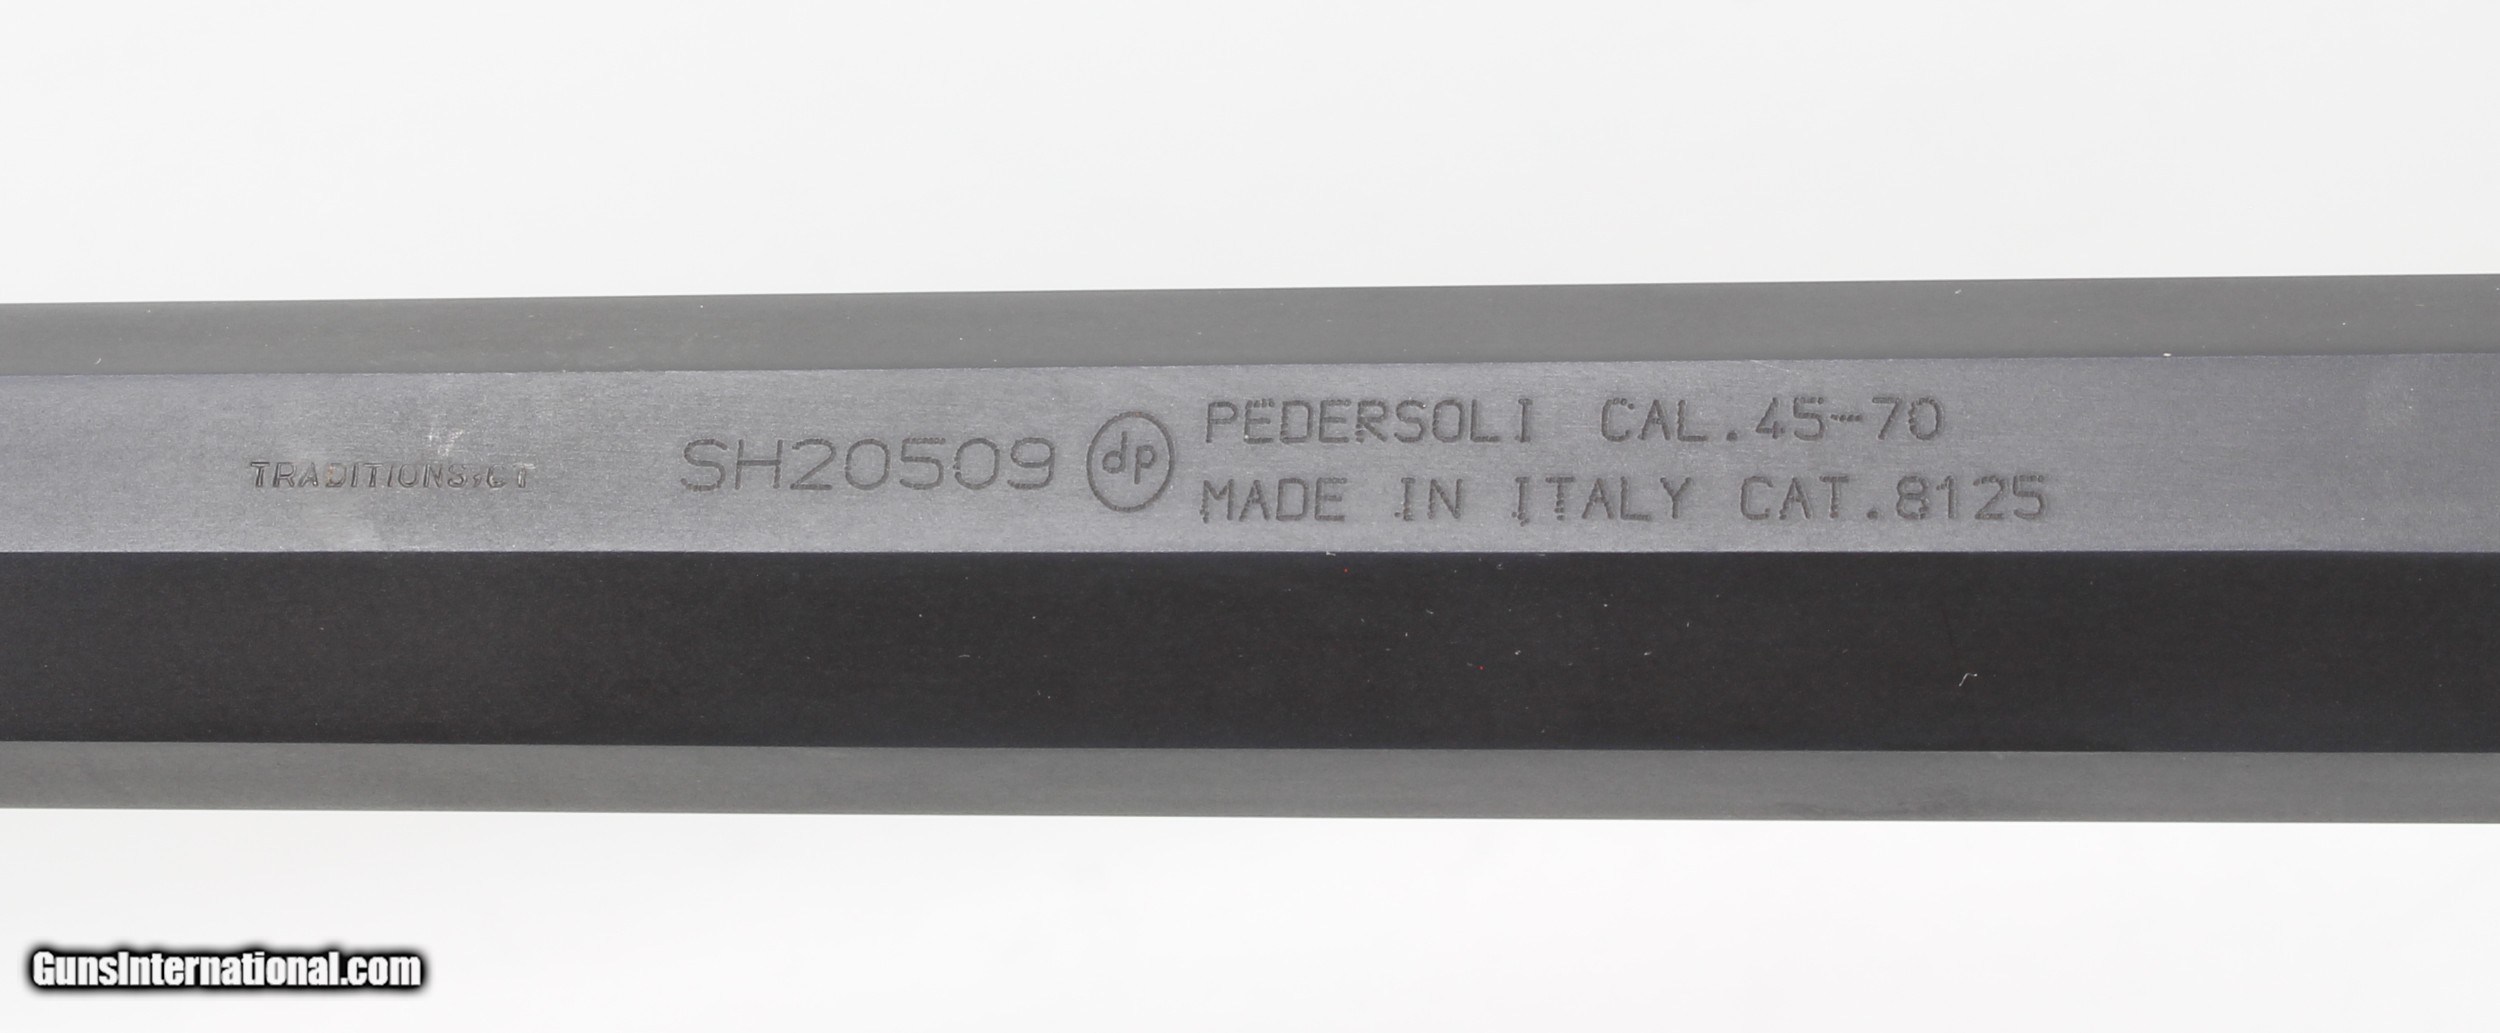 TRADITIONS, CT
SH20509
dp
PEDERSOLI CAL.45-70
MADE IN ITALY CAT.8125
GunsInternational.com